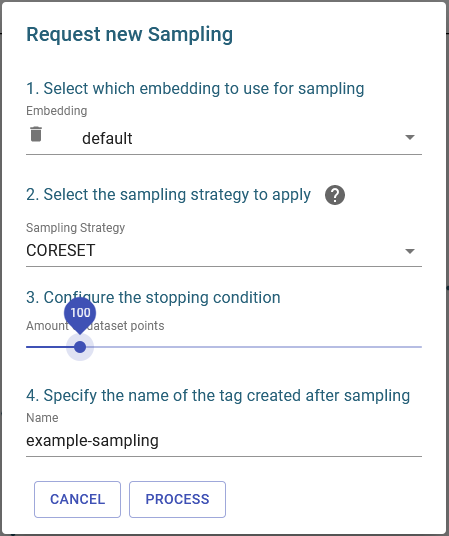 Request new Sampling
1. Select which embedding to use for sampling
Embedding
default
2. Select the sampling strategy to apply ?
Sampling Strategy
CORESET
3. Configure the stopping condition
100
Amount dataset points
4. Specify the name of the tag created after sampling
Name
example-sampling
CANCEL PROCESS